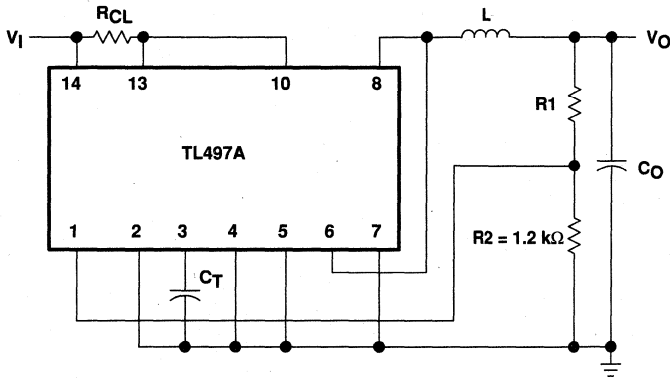 RCL
L
VI
VO
14 13 10 8
R1
TL497A
CO
1 2 3 4 5 6 7
R2 = 1.2 kΩ
CT